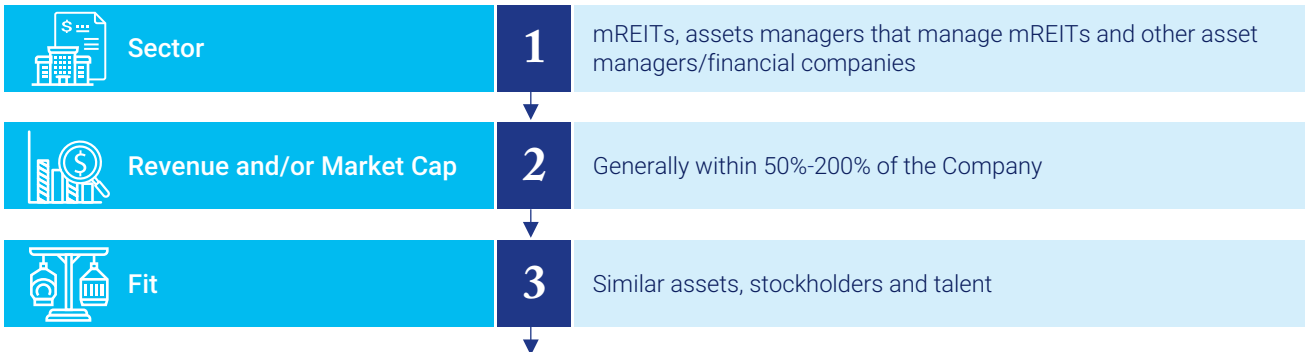 $
Sector
1
mREITs, assets managers that manage mREITs and other asset
managers/financial companies
$
Revenue and/or Market Cap
2
Generally within 50%-200% of the Company
Fit
3
Similar assets, stockholders and talent